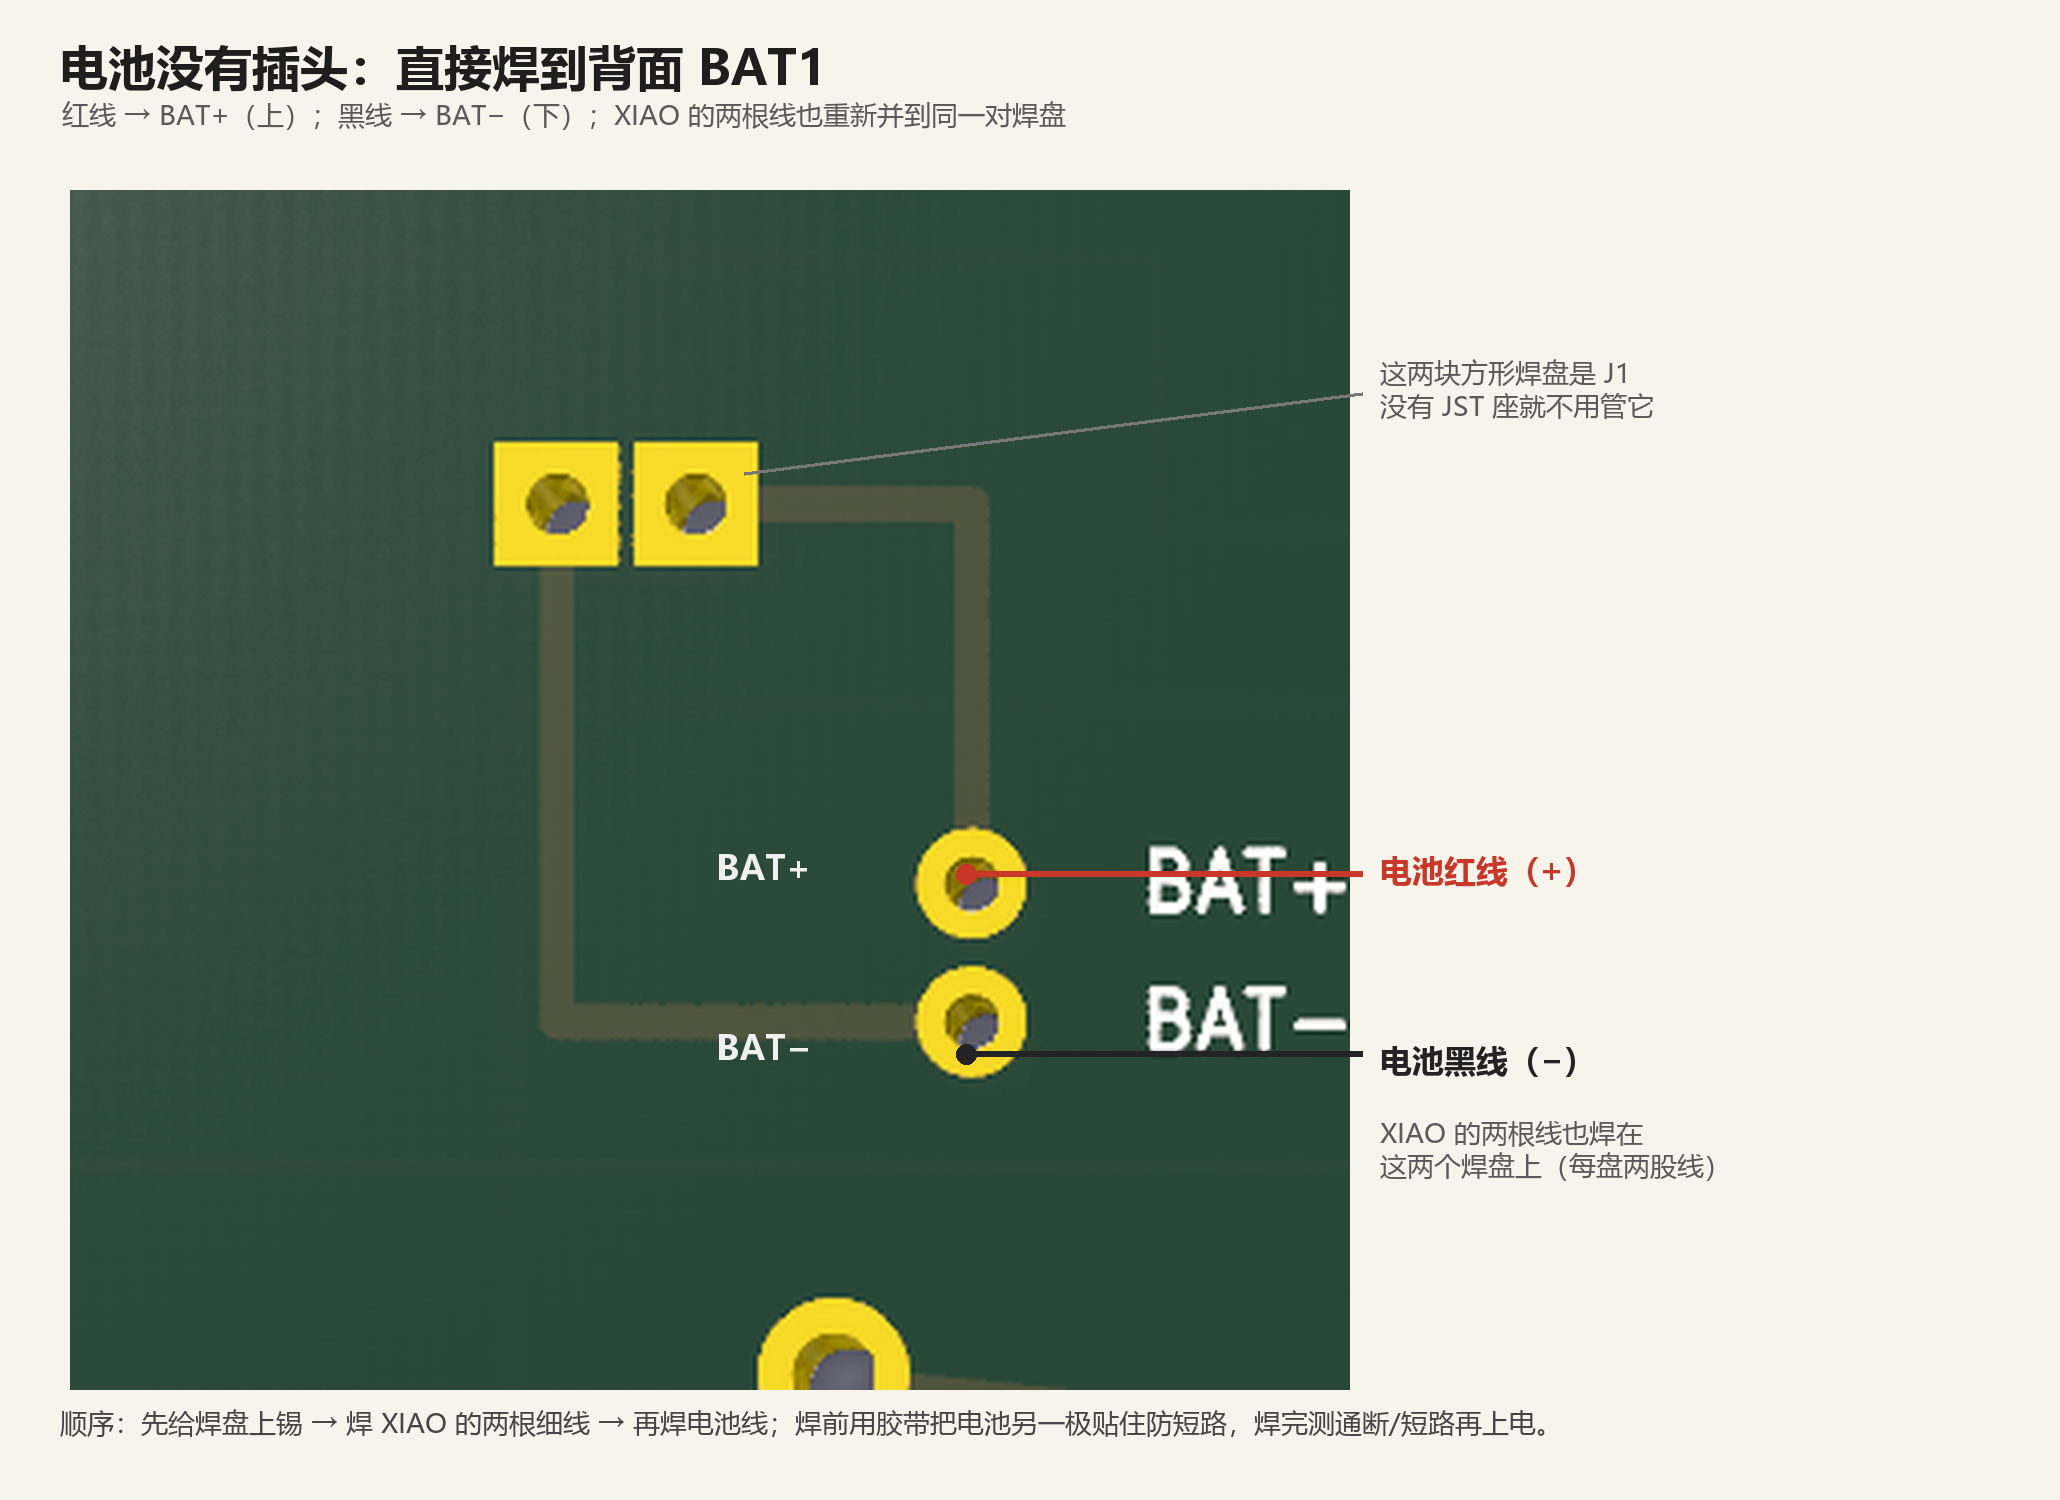 电池没有插头：直接焊到背面 BAT1
红线 → BAT+（上）；黑线 → BAT−（下）；XIAO 的两根线也重新并到同一对焊盘
这两块方形焊盘是 J1
没有 JST 座就不用管它
BAT+
BAT+
电池红线（+）
BAT−
BAT−
电池黑线（−）
XIAO 的两根线也焊在
这两个焊盘上（每盘两股线）
顺序：先给焊盘上锡 → 焊 XIAO 的两根细线 → 再焊电池线；焊前用胶带把电池另一极贴住防短路，焊完测通断/短路再上电。